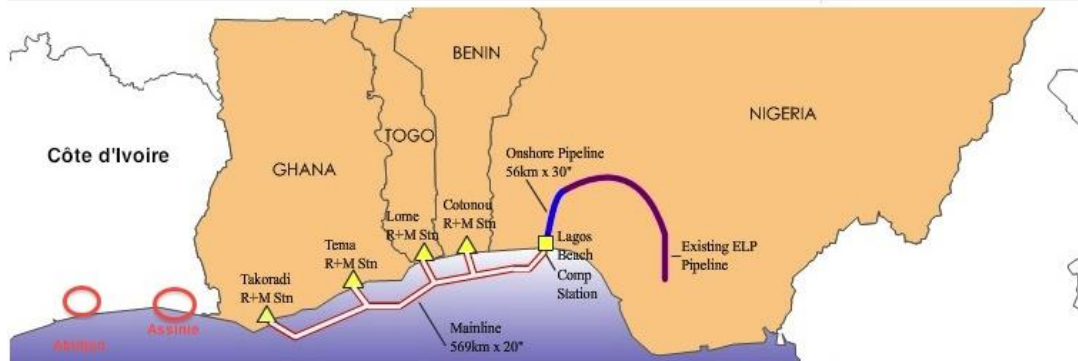 BENIN
NIGERIA
TOGO
Côte d'Ivoire
GHANA
Onshore Pipeline
56km x 30"
Cotonou
R+M Stn
Lome
R+M Stn
Tema
R+M Stn
Takoradi
R+M Stn
Lagos
Beach
Comp
Station
Existing ELP
Pipeline
Mainline
569km x 20"
Assinie
Abidjan